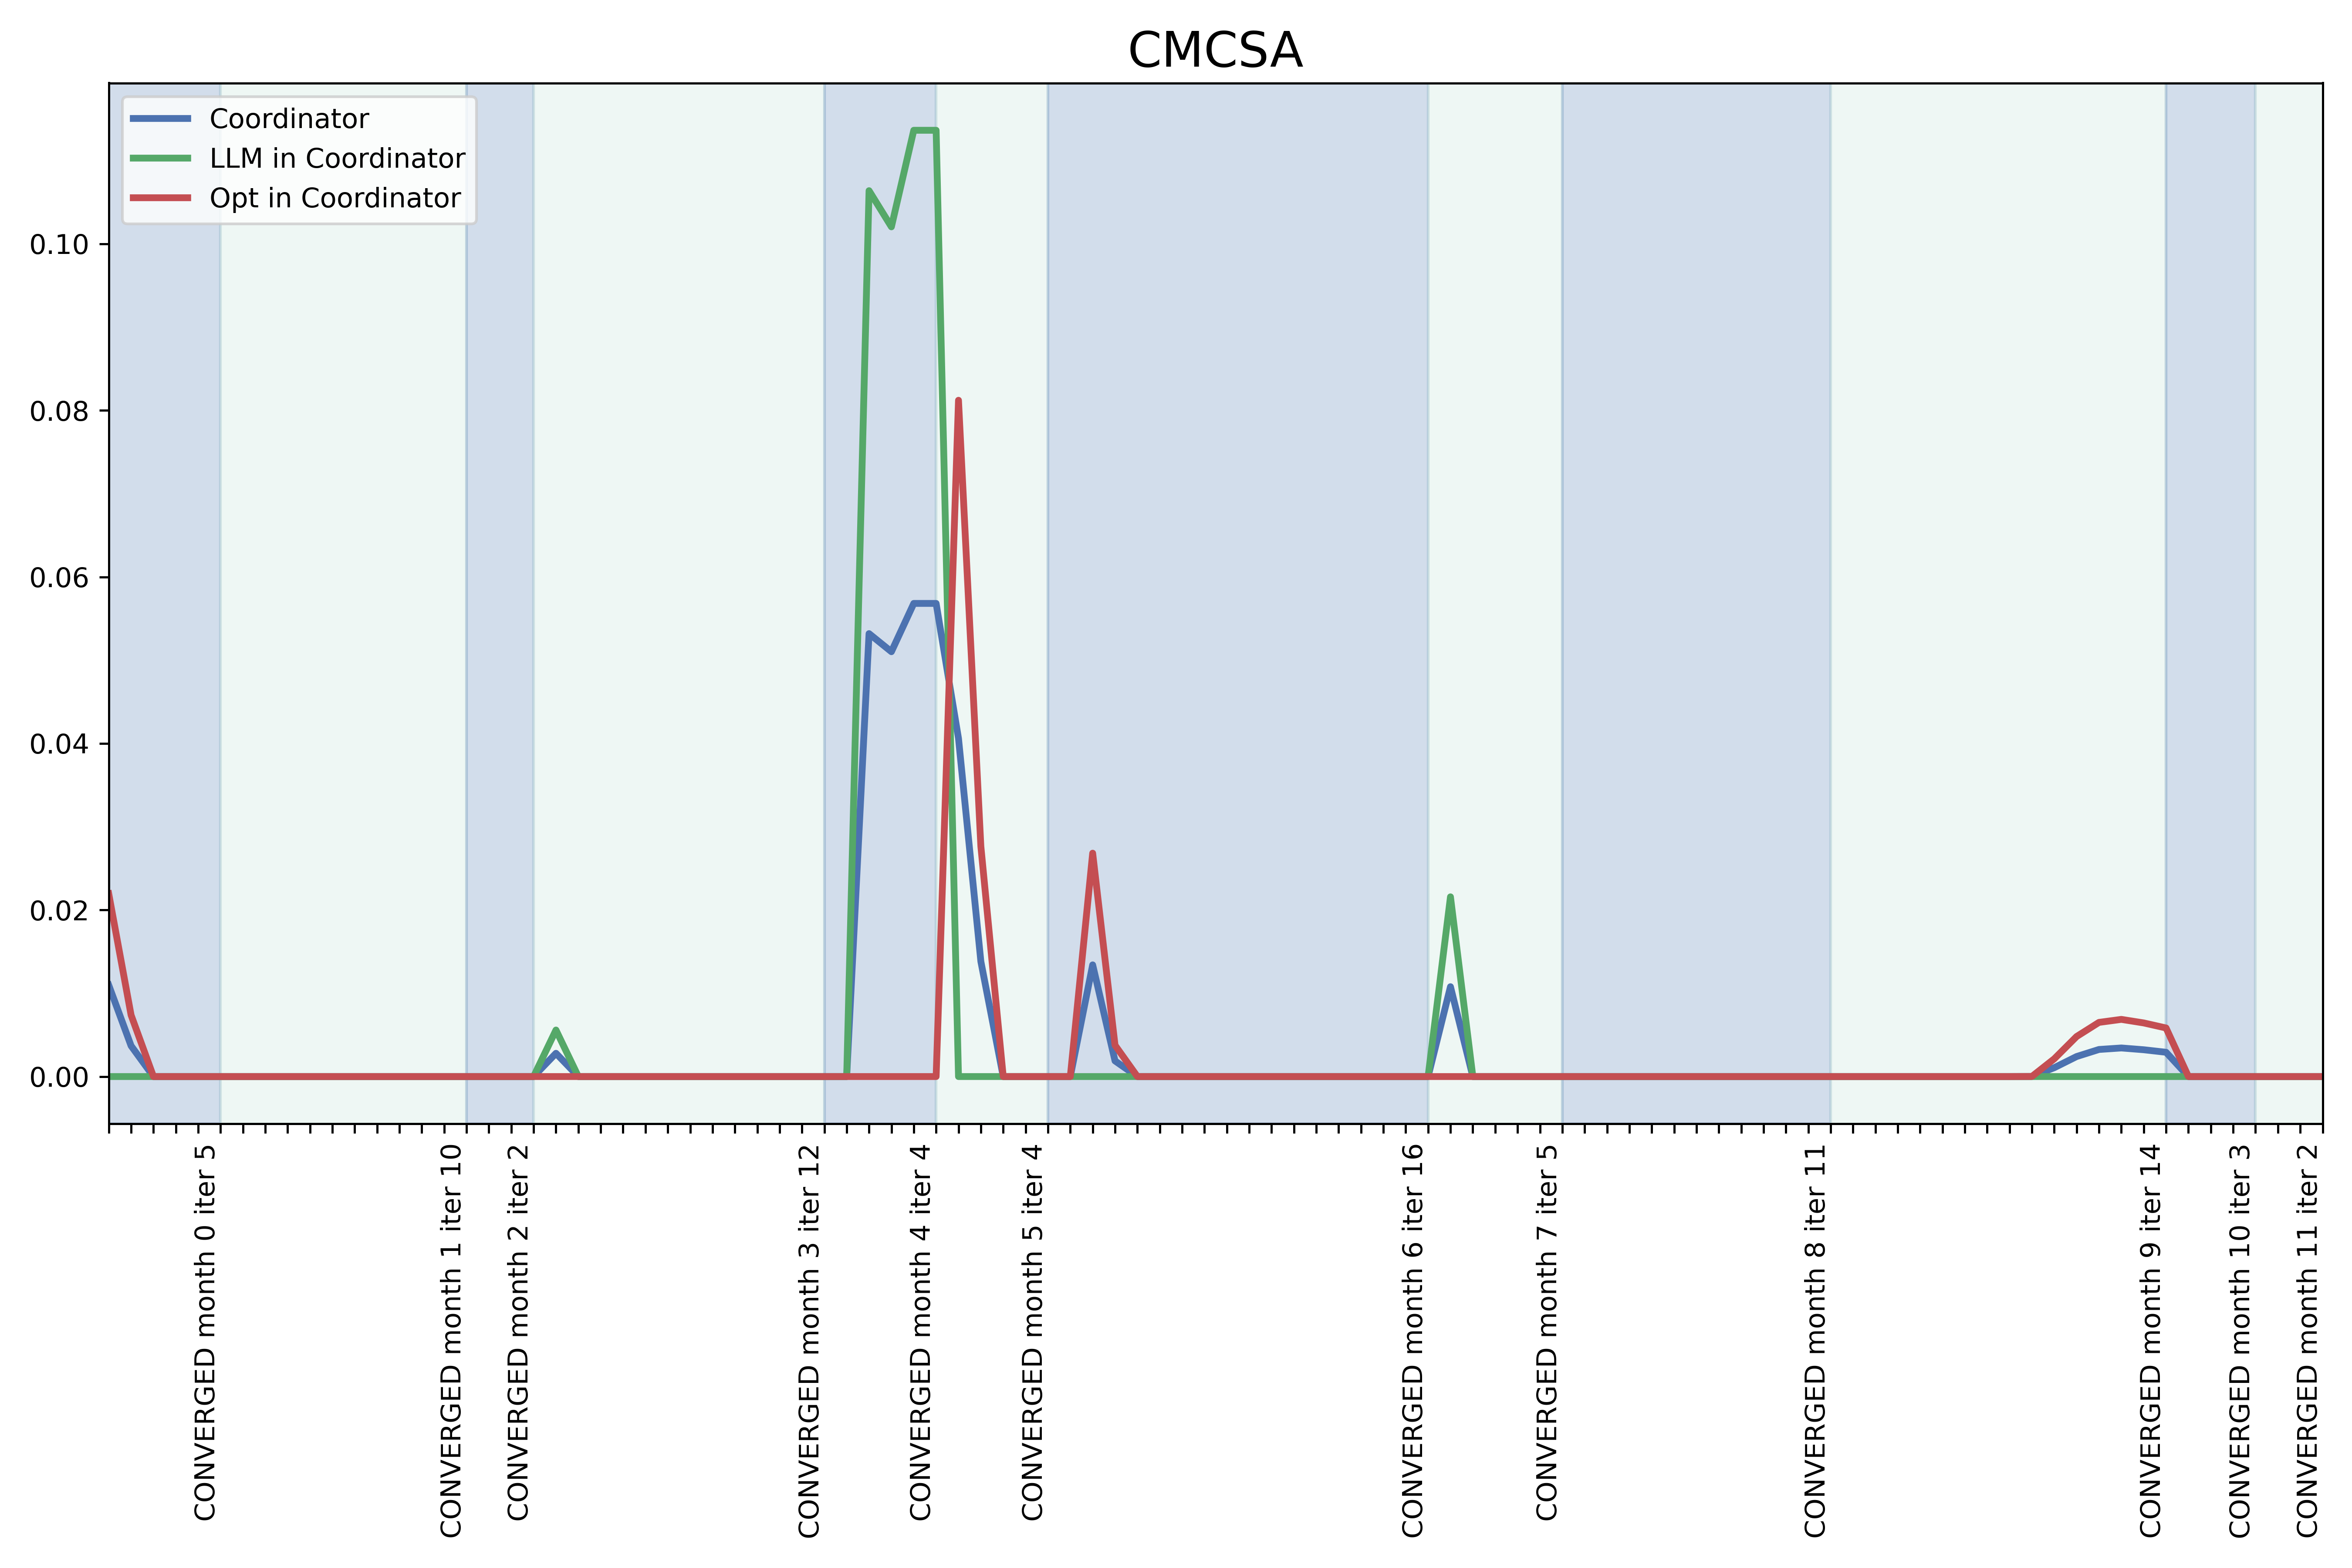 CMCSA
Coordinator
LLM in Coordinator
Opt in Coordinator
0.10
0.08
0.06
0.04
0.02
0.00
CONVERGED month 0 iter 5
CONVERGED month 1 iter 10
CONVERGED month 2 iter 2
CONVERGED month 3 iter 12
CONVERGED month 4 iter 4
CONVERGED month 5 iter 4
CONVERGED month 6 iter 16
CONVERGED month 7 iter 5
CONVERGED month 8 iter 11
CONVERGED month 9 iter 14
CONVERGED month 10 iter 3
CONVERGED month 11 iter 2